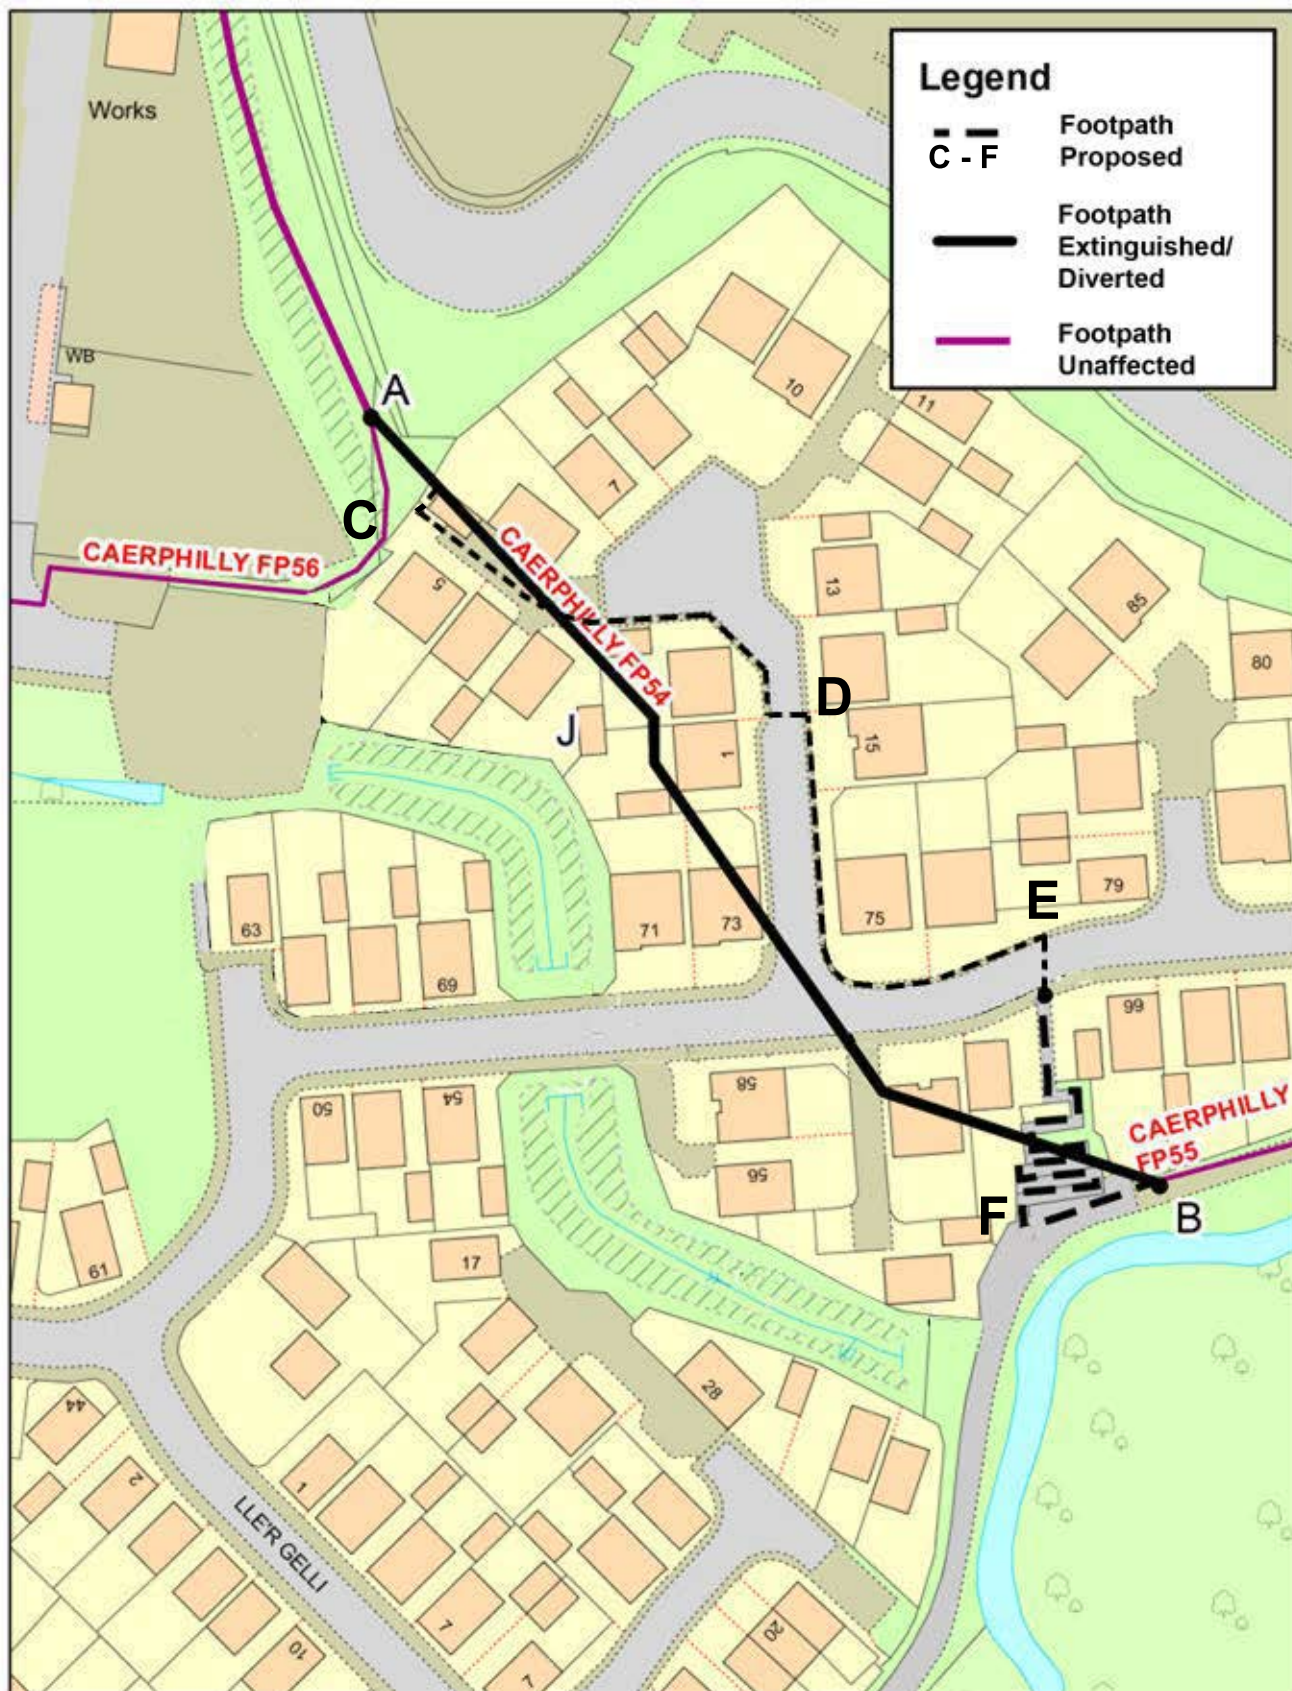 Legend
Footpath
Proposed
C - F
Footpath
Extinguished/
Diverted
Footpath
Unaffected
Works
WB
A
10
11
7
C
CAERPHILLY FP56
5
CAERPHILLY FP54
13
85
80
D
J
1
15
79
E
63
69
71
73
75
99
50
54
58
56
CAERPHILLY
FP55
F
B
61
17
28
44
2
1
LLE'R GELLI
7
10
20
7